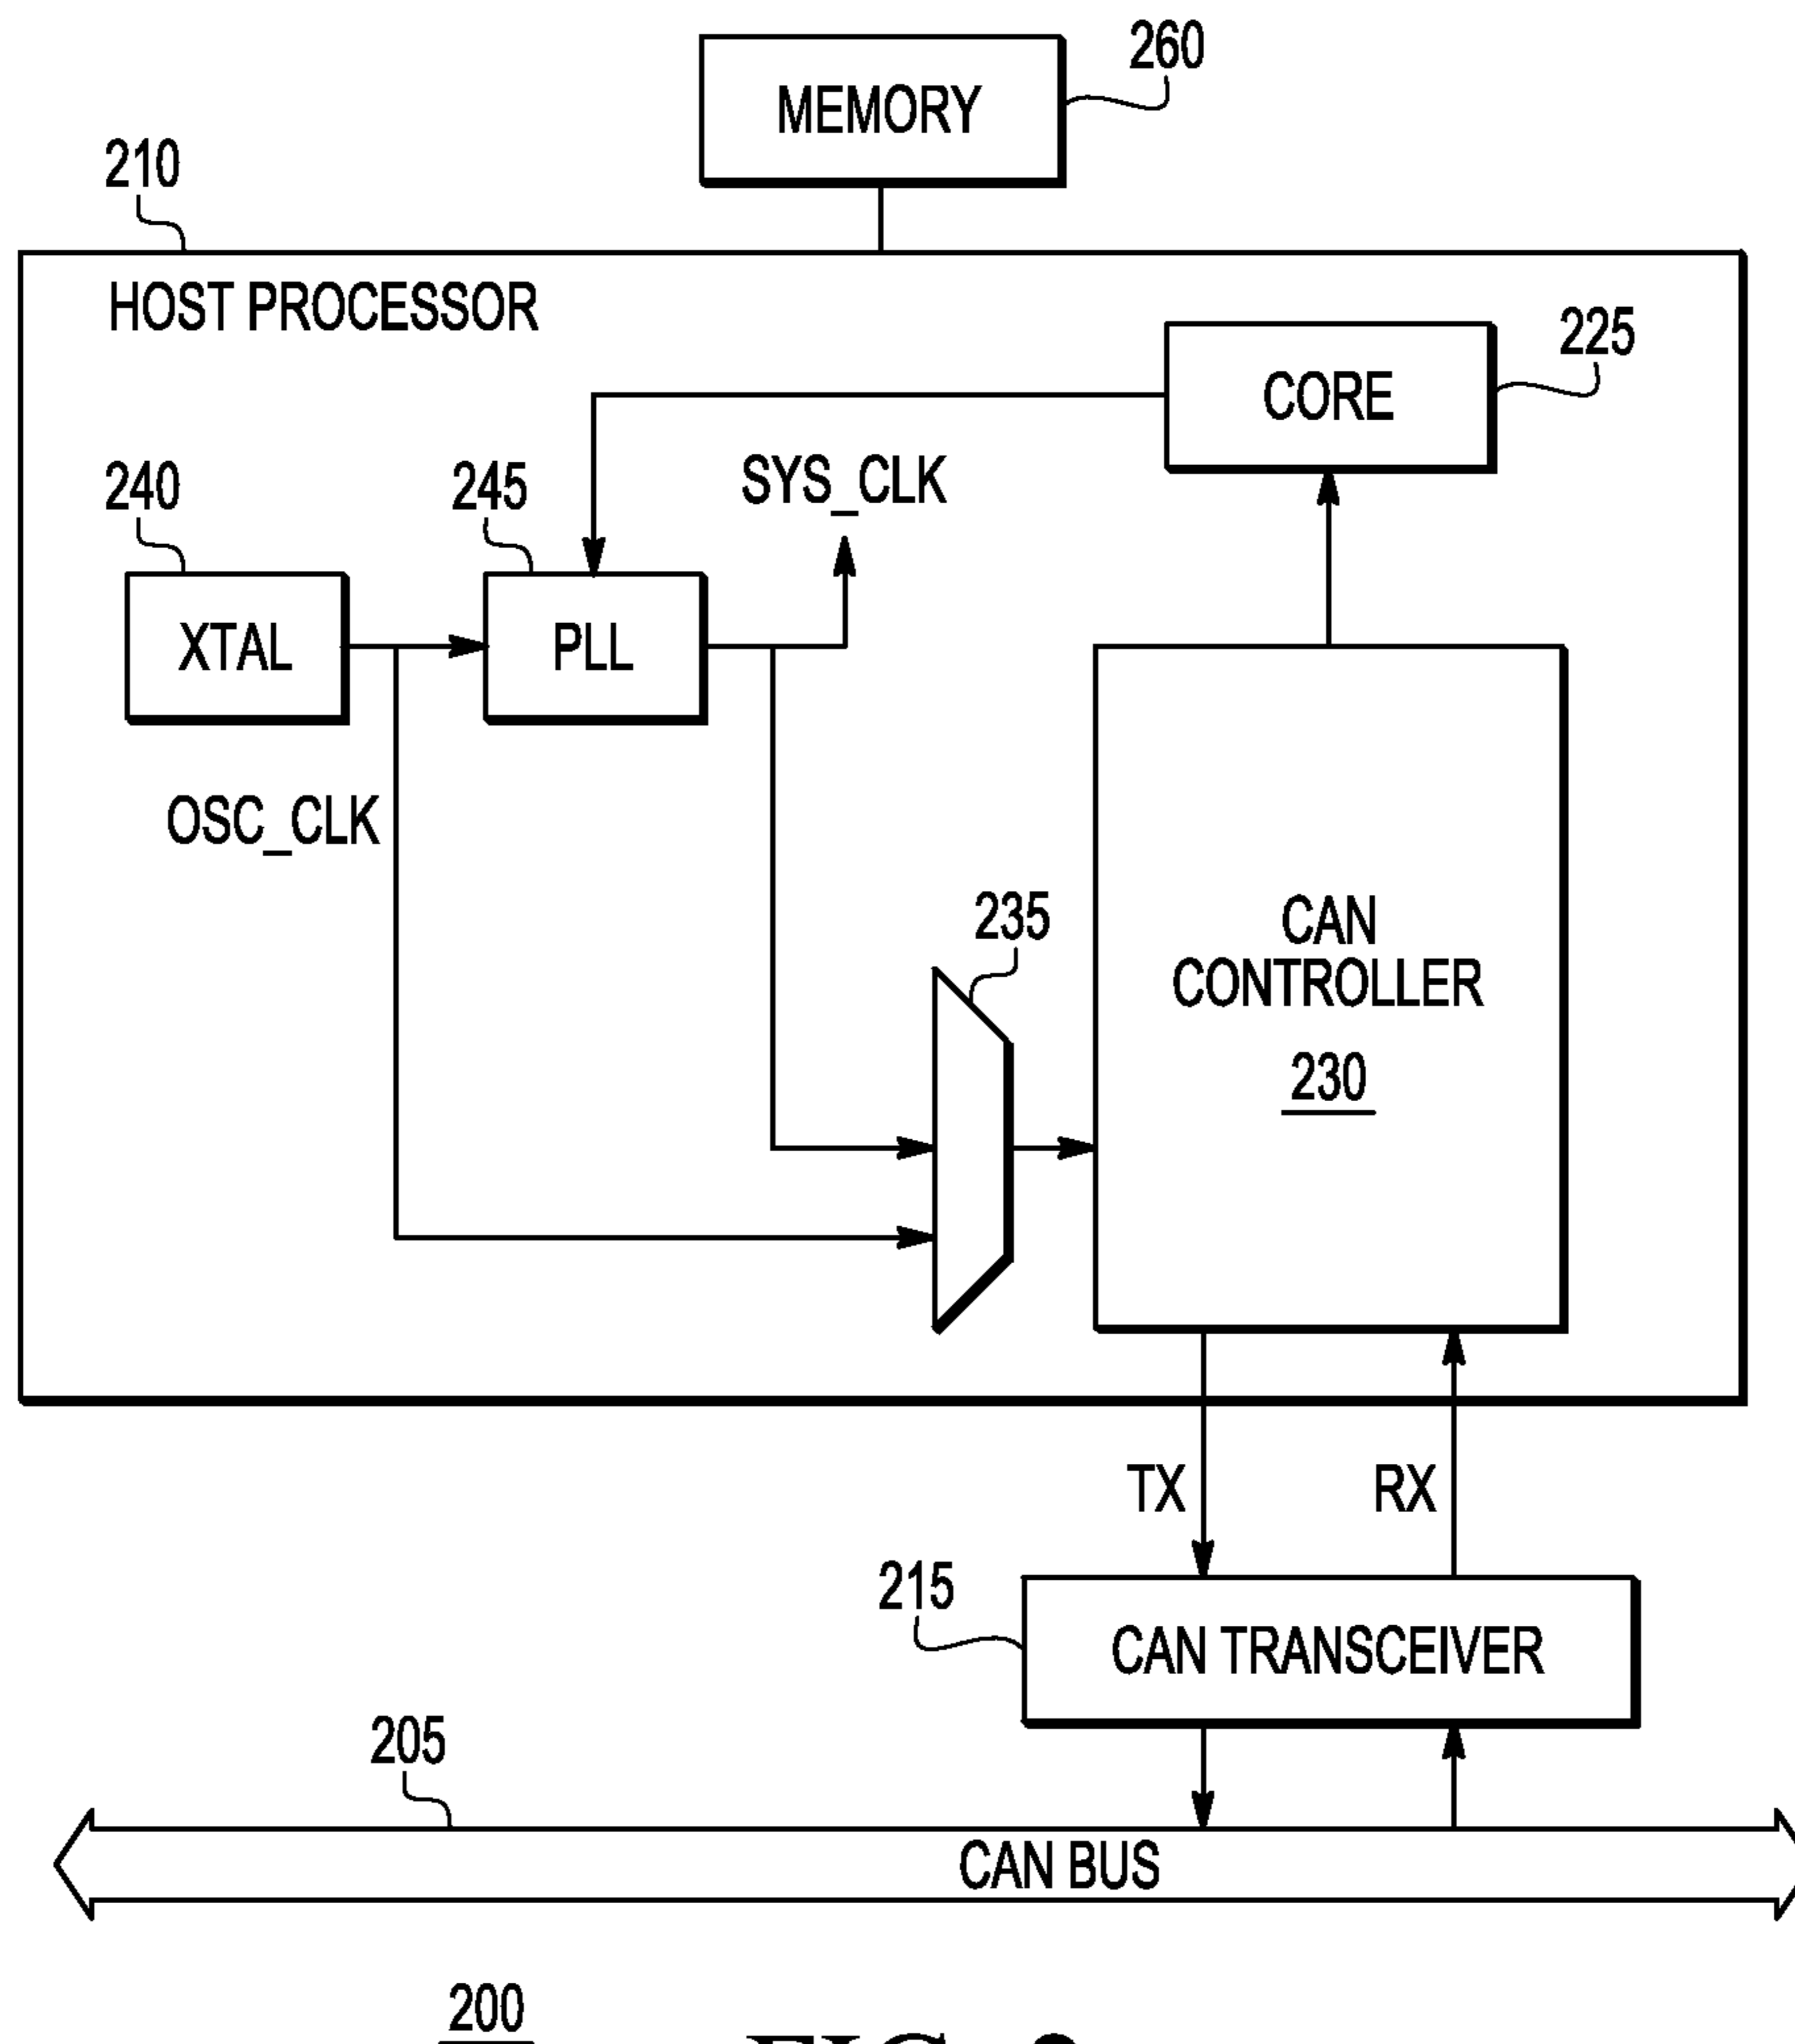 260
MEMORY
210
HOST PROCESSOR
225
CORE
240
245
SYS_CLK
XTAL
PLL
OSC_CLK
235
CAN
CONTROLLER
230
TX
RX
215
CAN TRANSCEIVER
205
CAN BUS
200